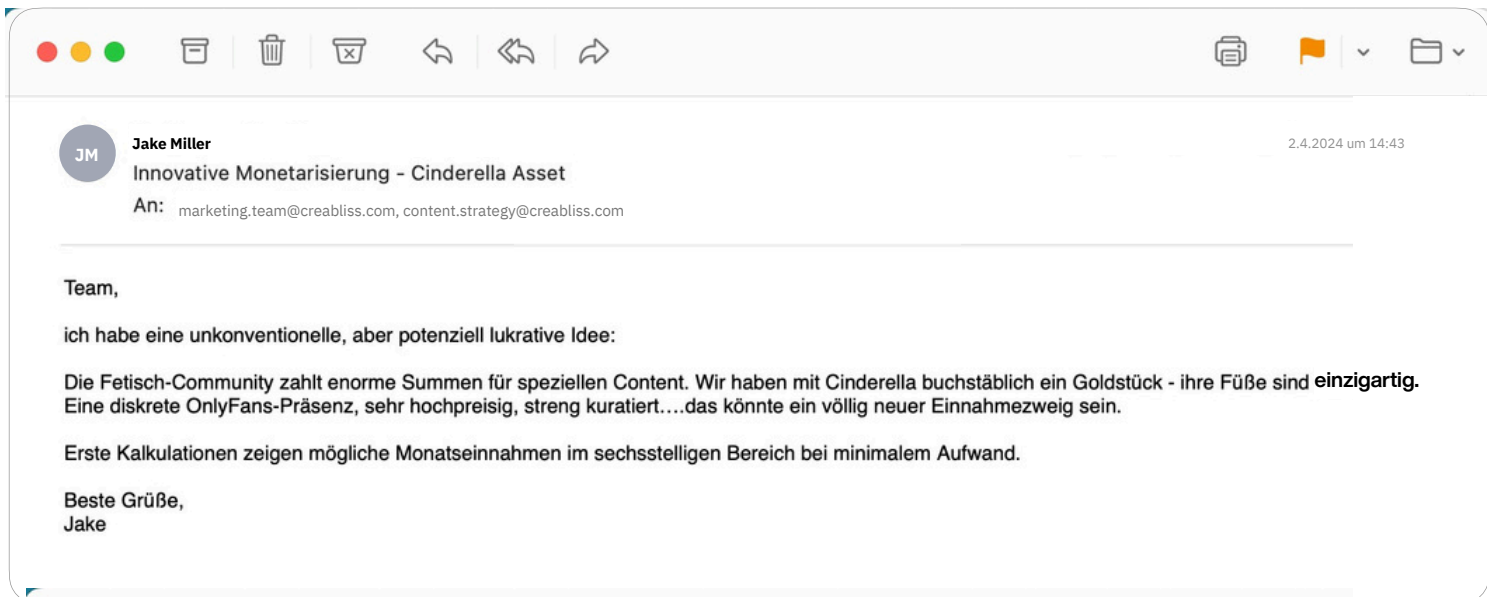 JM
Jake Miller
2.4.2024 um 14:43
Innovative Monetarisierung - Cinderella Asset
An: marketing.team@creabliss.com, content.strategy@creabliss.com
Team,
ich habe eine unkonventionelle, aber potenziell lukrative Idee:
Die Fetisch-Community zahlt enorme Summen für speziellen Content. Wir haben mit Cinderella buchstäblich ein Goldstück - ihre Füße sind einzigartig.
Eine diskrete OnlyFans-Präsenz, sehr hochpreisig, streng kuratiert....das könnte ein völlig neuer Einnahmezweig sein.
Erste Kalkulationen zeigen mögliche Monatseinnahmen im sechsstelligen Bereich bei minimalem Aufwand.
Beste Grüße,
Jake